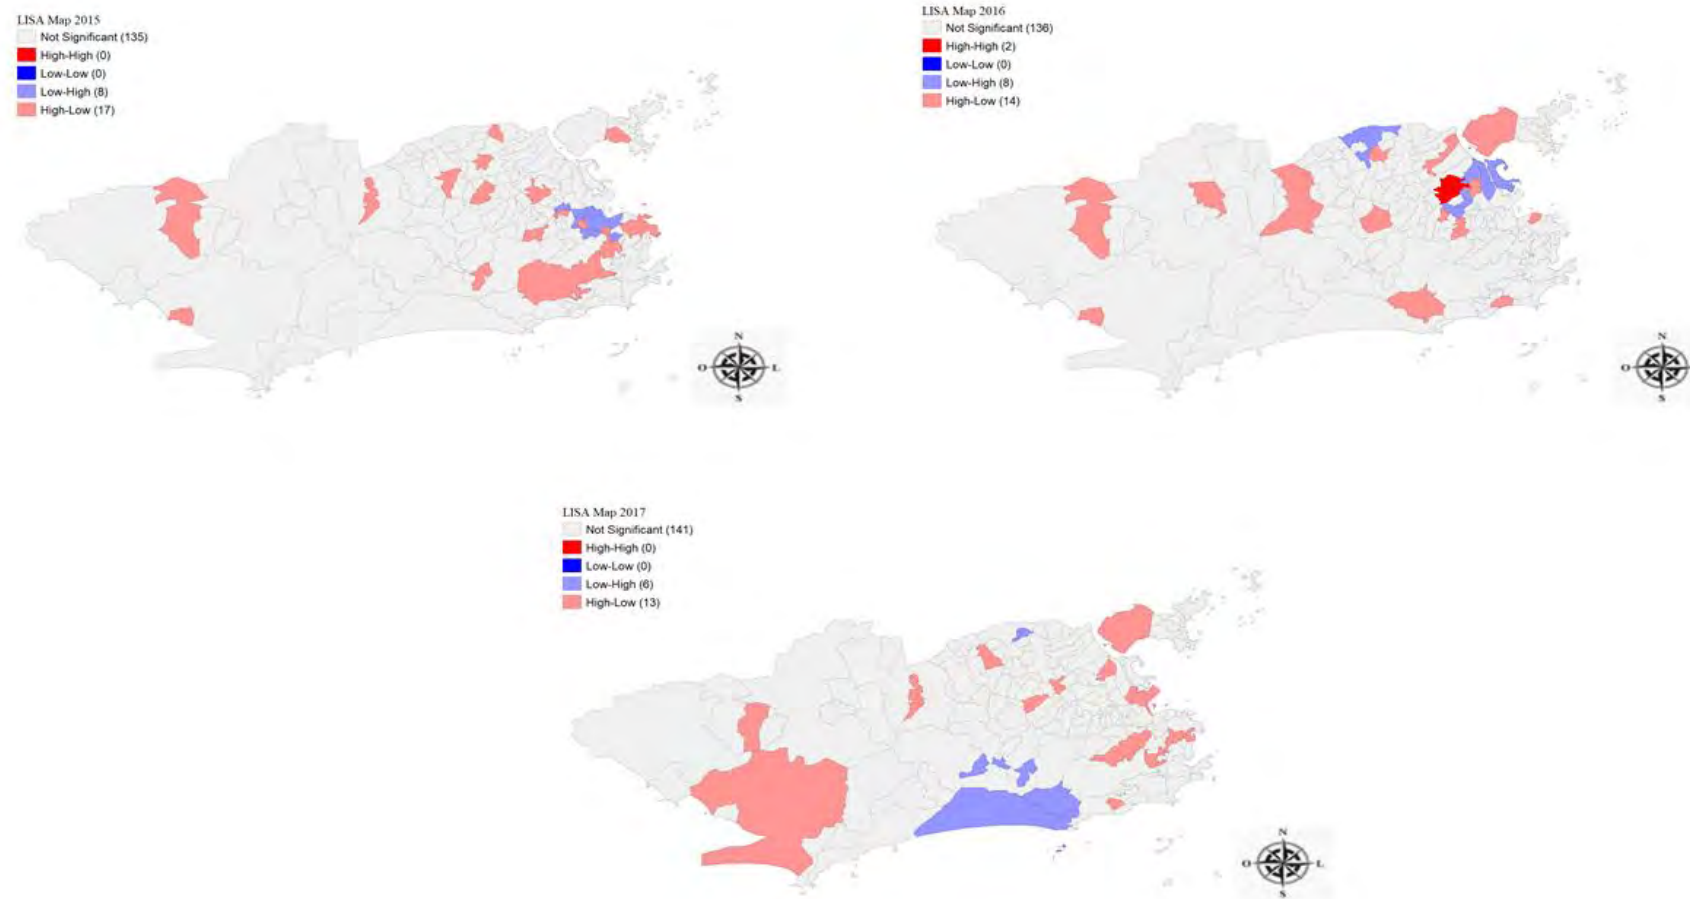 LISA Map 2015
Not Significant (135)
High-High (0)
Low-Low (0)
Low-High (8)
High-Low (17)
N
O L
S
LISA Map 2016
Not Significant (136)
High-High (2)
Low-Low (0)
Low-High (8)
High-Low (14)
N
O
S
LISA Map 2017
Not Significant (141)
High-High (0)
Low-Low (0)
Low-High (6)
High-Low (13)
N
O L
S